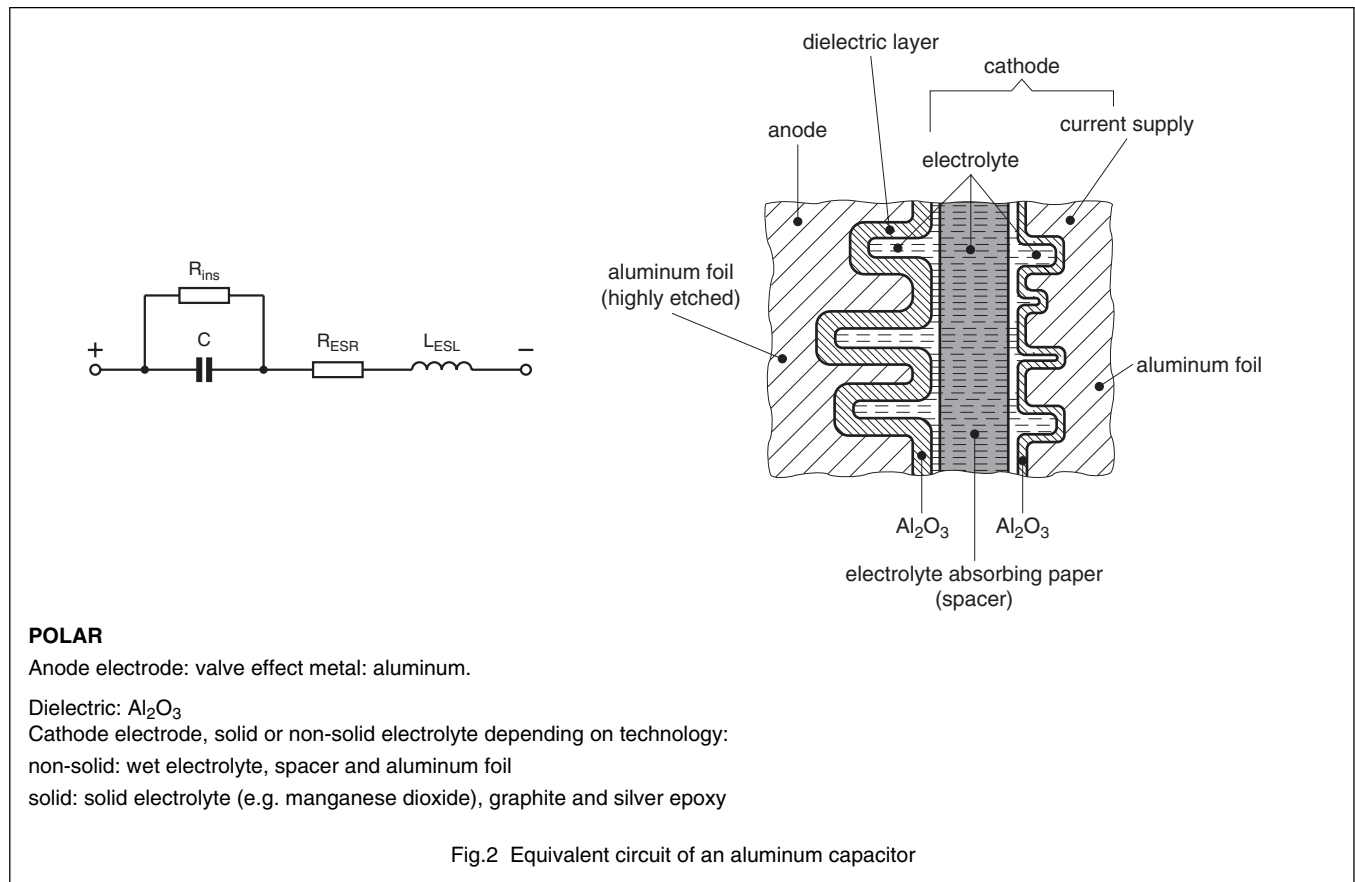 dielectric layer
cathode
anode
current supply
electrolyte
R_ins
aluminum foil
(highly etched)
C
R_ESR
L_ESL
+
−
aluminum foil
Al₂O₃
Al₂O₃
electrolyte absorbing paper
(spacer)
POLAR
Anode electrode: valve effect metal: aluminum.
Dielectric: Al₂O₃
Cathode electrode, solid or non-solid electrolyte depending on technology:
non-solid: wet electrolyte, spacer and aluminum foil
solid: solid electrolyte (e.g. manganese dioxide), graphite and silver epoxy
Fig.2 Equivalent circuit of an aluminum capacitor